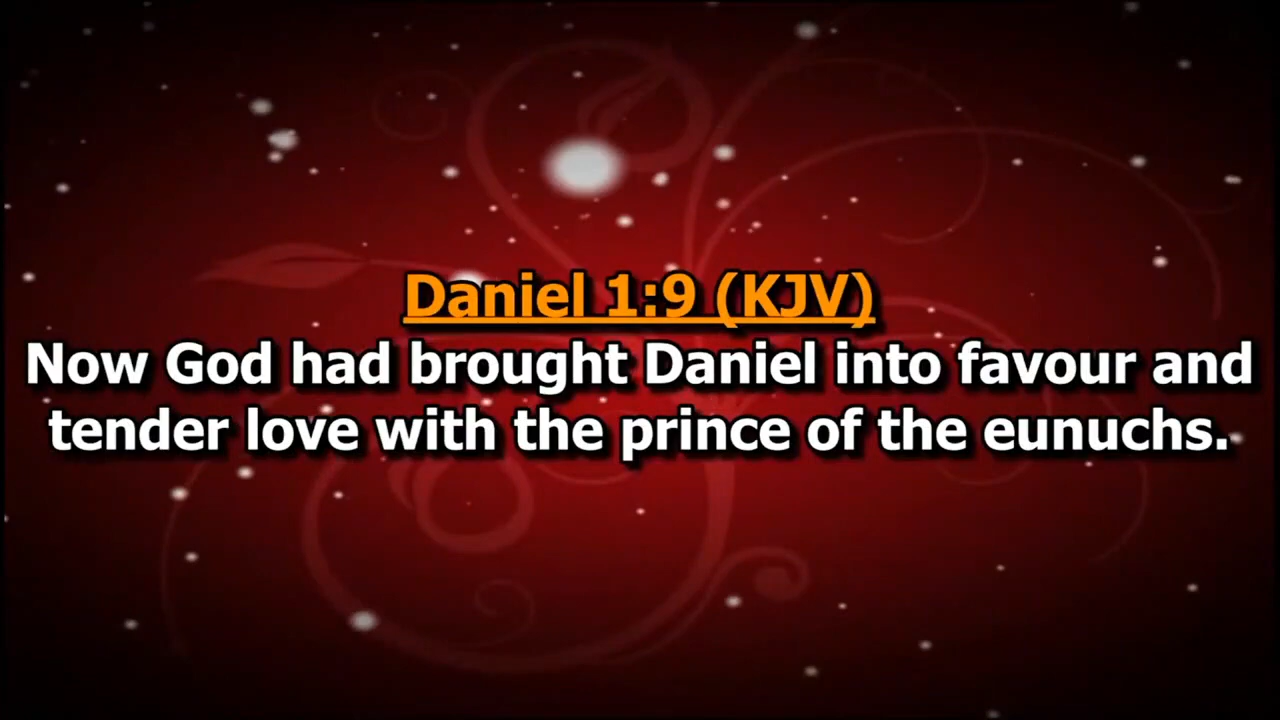 Daniel 1:9 (KJV)
Now God had brought Daniel into favour and
tender love with the prince of the eunuchs.